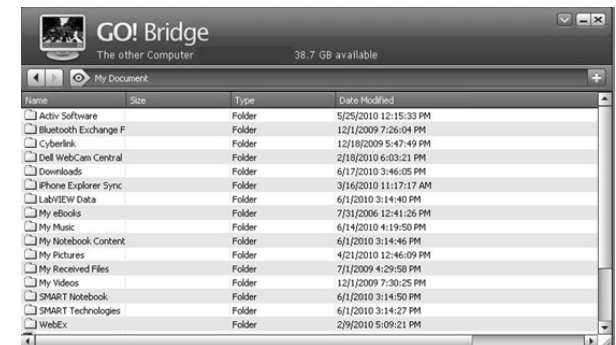 GO! Bridge
The other Computer 38.7 GB available
My Document
Name Size Type Date Modified
Activ Software Folder 5/25/2010 12:15:33 PM
Bluetooth Exchange F Folder 12/1/2009 7:26:04 PM
Cyberlink Folder 12/18/2009 5:47:49 PM
Dell WebCam Central Folder 2/18/2010 6:03:21 PM
Downloads Folder 6/17/2010 3:46:05 PM
iPhone Explorer Sync Folder 3/16/2010 11:17:17 AM
LabVIEW Data Folder 6/1/2010 3:14:40 PM
My eBooks Folder 7/31/2006 12:41:26 PM
My Music Folder 6/14/2010 4:19:50 PM
My Notebook Content Folder 6/1/2010 3:14:46 PM
My Pictures Folder 4/21/2010 12:46:09 PM
My Received Files Folder 7/1/2009 4:29:58 PM
My Videos Folder 12/1/2009 7:30:25 PM
SMART Notebook Folder 6/1/2010 3:14:50 PM
SMART Technologies Folder 6/1/2010 3:14:27 PM
WebEx Folder 2/9/2010 5:09:21 PM